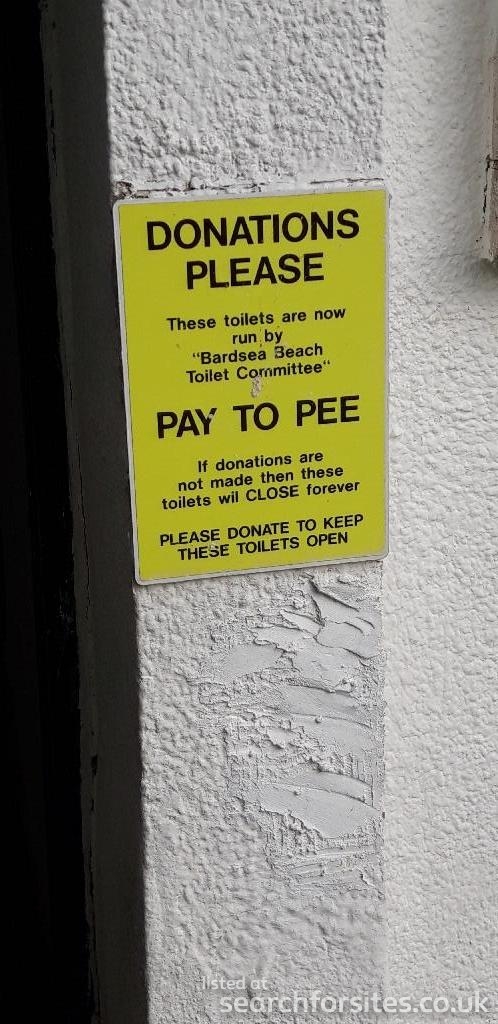 DONATIONS
PLEASE
These toilets are now
run by
"Bardsea Beach
Toilet Committee"
PAY TO PEE
If donations are
not made then these
toilets wil CLOSE forever
PLEASE DONATE TO KEEP
THESE TOILETS OPEN
listed at
searchforsites.co.uk